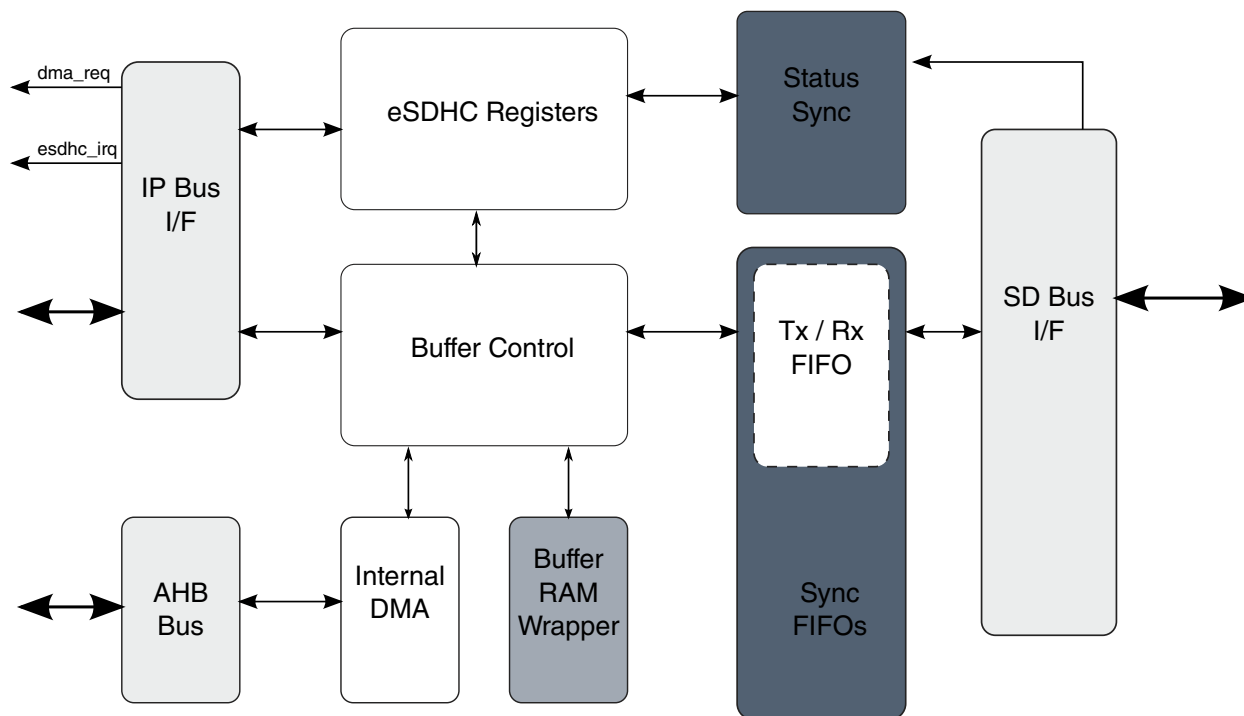 dma_req
esdhc_irq
IP Bus
I/F
eSDHC Registers
Status
Sync
Buffer Control
Tx / Rx
FIFO
SD Bus
I/F
AHB
Bus
Internal
DMA
Buffer
RAM
Wrapper
Sync
FIFOs